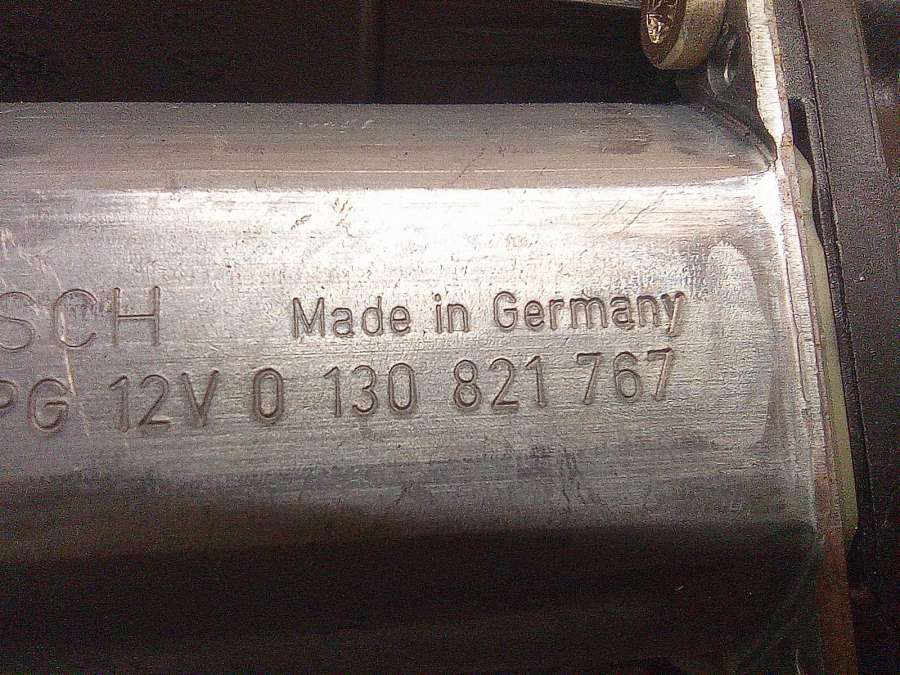 SCH Made in Germany
PG 12V 0 130 821 767